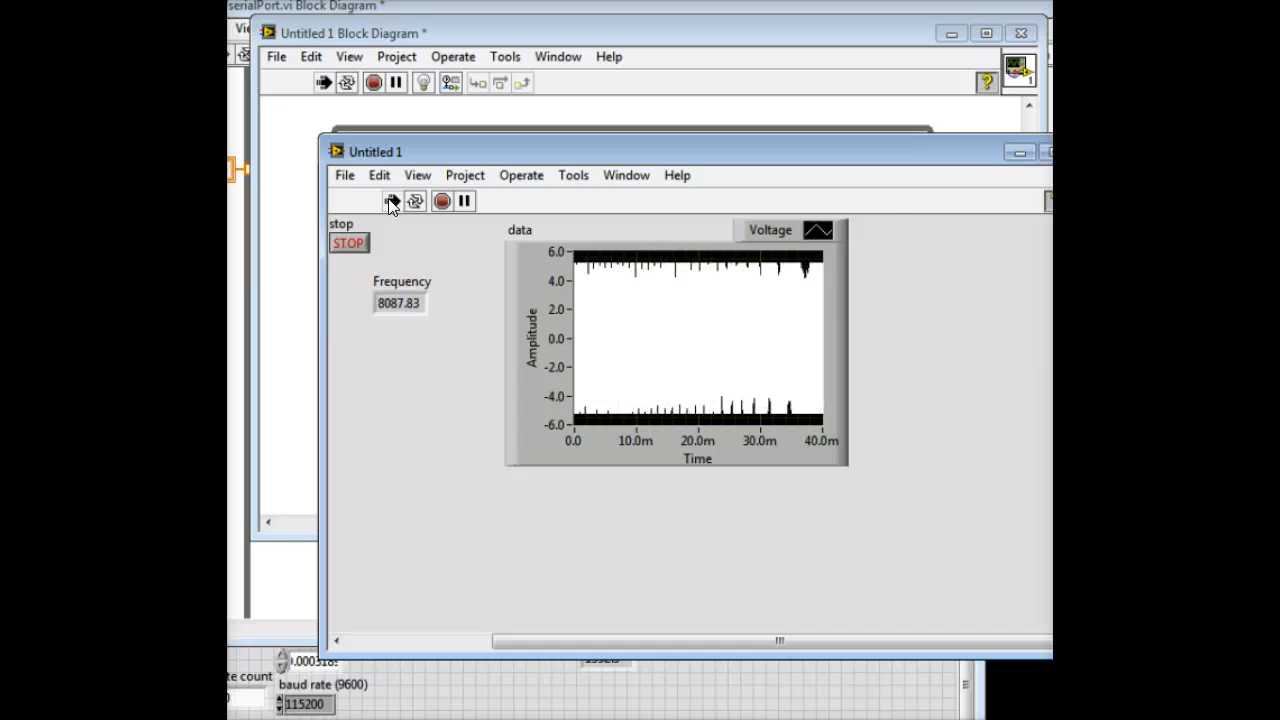 serialPort.vi Block Diagram *
Untitled 1 Block Diagram *
File Edit View Project Operate Tools Window Help
1
Untitled 1
File Edit View Project Operate Tools Window Help
stop
STOP
Frequency
8087.83
data
Voltage
6.0
4.0
2.0
0.0
-2.0
-4.0
-6.0
Amplitude
0.0 10.0m 20.0m 30.0m 40.0m
Time
te count
baud rate (9600)
115200